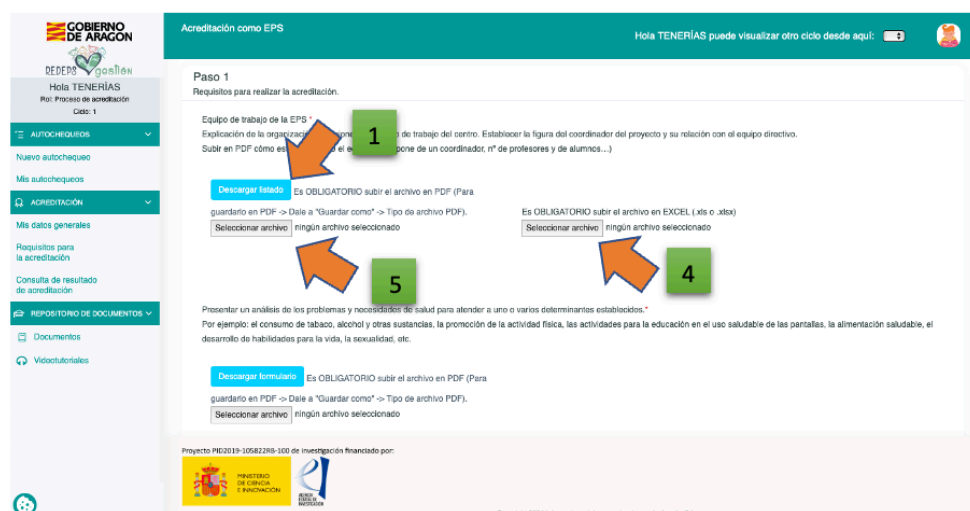 GOBIERNO
DE ARAGON
REDEPS gestión
Hola TENERÍAS
Rol: Proceso de acreditación
Ciclo: 1
AUTOCHEQUEOS
Nuevo autochequeo
Mis autochequeos
ACREDITACIÓN
Mis datos generales
Requisitos para
la acreditación
Consulta de resultado
de acreditación
REPOSITORIO DE DOCUMENTOS
Documentos
Videotutoriales
Acreditación como EPS
Hola TENERÍAS puede visualizar otro ciclo desde aquí:
Paso 1
Requisitos para realizar la acreditación.
Equipo de trabajo de la EPS *
Explicación de la de trabajo del centro. Establecer la figura del coordinador del proyecto y su relación con el equipo directivo.
Subir en PDF cómo el de un coordinador, nº de profesores y de alumnos...)
1
Descargar listado Es OBLIGATORIO subir el archivo en PDF (Para
guardarlo en PDF -> Dale a "Guardar como" -> Tipo de archivo PDF).
Seleccionar archivo ningún archivo seleccionado
Es OBLIGATORIO subir el archivo en EXCEL (.xls o .xlsx)
Seleccionar archivo ningún archivo seleccionado
5
4
Presentar un análisis de los problemas y necesidades de salud para atender a uno o varios determinantes establecidos.*
Por ejemplo: el consumo de tabaco, alcohol y otras sustancias, la promoción de la actividad física, las actividades para la educación en el uso saludable de las pantallas, la alimentación saludable, el
desarrollo de habilidades para la vida, la sexualidad, etc.
Descargar formulario Es OBLIGATORIO subir el archivo en PDF (Para
guardarlo en PDF -> Dale a "Guardar como" -> Tipo de archivo PDF).
Seleccionar archivo ningún archivo seleccionado
Proyecto PID2019-105822RB-100 de investigación financiado por:
MINISTERIO
DE CIENCIA
E INNOVACIÓN
AGENCIA
ESTATAL DE
INVESTIGACIÓN